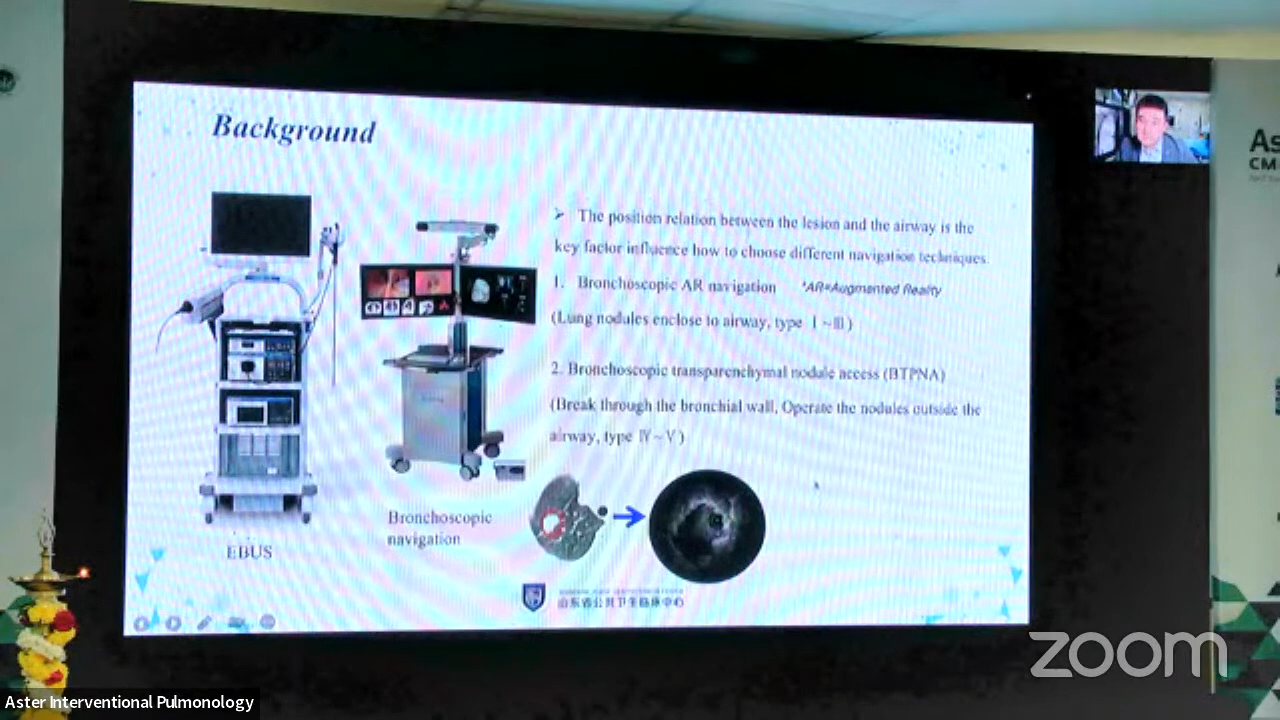 Background
➢ The position relation between the lesion and the airway is the
key factor influence how to choose different navigation techniques.
1. Bronchoscopic AR navigation *AR=Augmented Reality
(Lung nodules enclose to airway, type Ⅰ~Ⅲ)
2. Bronchoscopic transparenchymal nodule access (BTPNA)
(Break through the bronchial wall, Operate the nodules outside the
airway, type Ⅳ~Ⅴ)
Bronchoscopic
navigation
EBUS
山东省公共卫生临床中心
As
CM
zoom
Aster Interventional Pulmonology